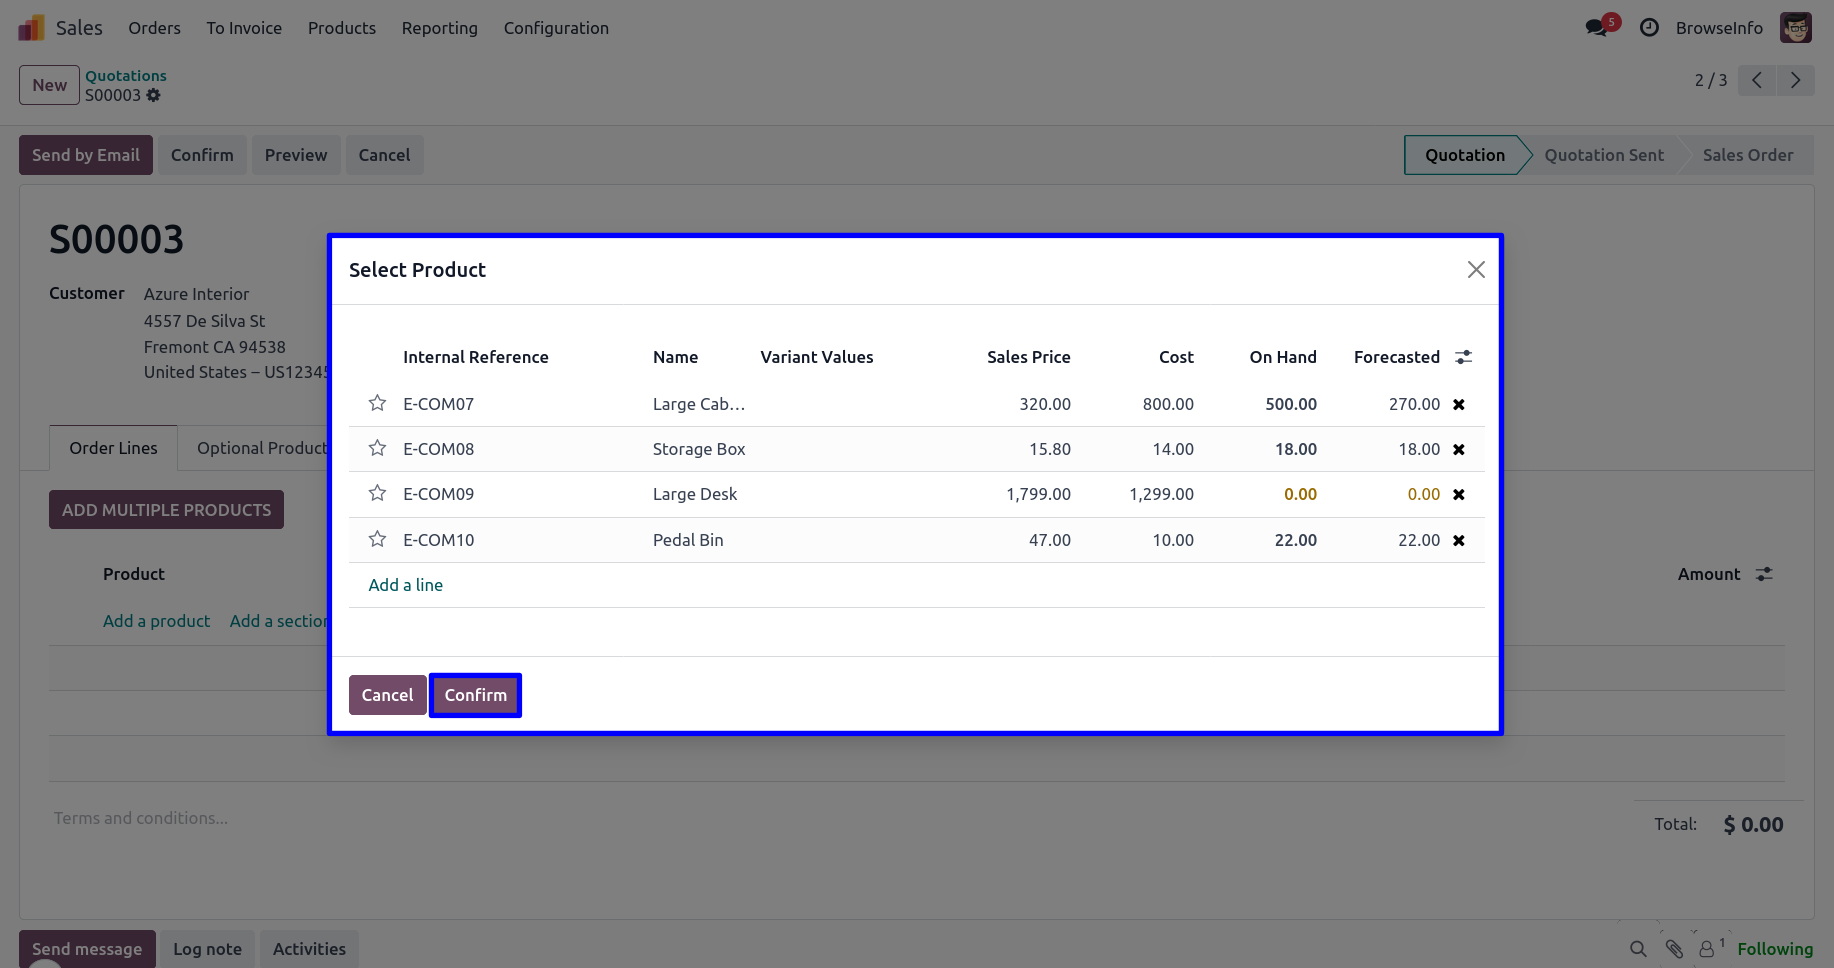 Sales Orders To Invoice Products Reporting Configuration 5 BrowseInfo
New Quotations
S00003
2 / 3
Send by Email Confirm Preview Cancel Quotation Quotation Sent Sales Order
S00003
Customer Azure Interior
4557 De Silva St
Fremont CA 94538
United States – US12345
Order Lines Optional Product
ADD MULTIPLE PRODUCTS
Product Amount
Add a product Add a section
Terms and conditions...
Total: $ 0.00
Select Product
Internal Reference Name Variant Values Sales Price Cost On Hand Forecasted
E-COM07 Large Cab... 320.00 800.00 500.00 270.00
E-COM08 Storage Box 15.80 14.00 18.00 18.00
E-COM09 Large Desk 1,799.00 1,299.00 0.00 0.00
E-COM10 Pedal Bin 47.00 10.00 22.00 22.00
Add a line
Cancel Confirm
Send message Log note Activities 1 Following